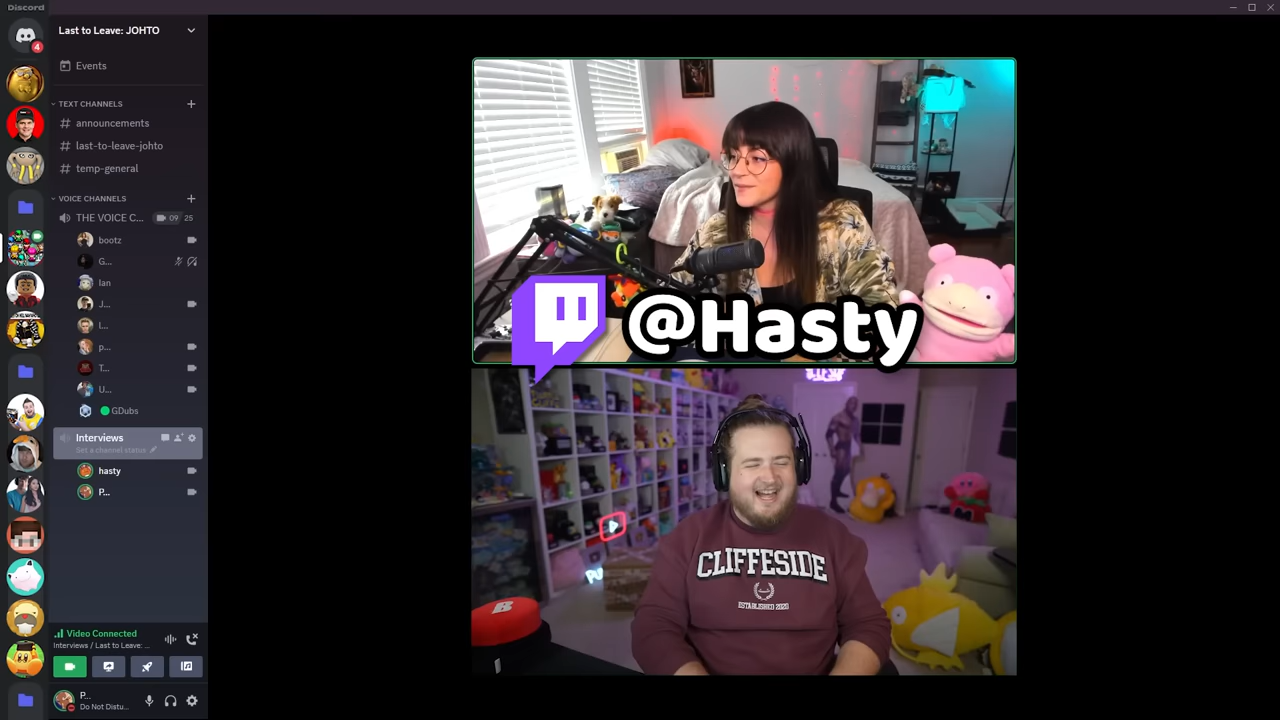 Discord
4
Last to Leave: JOHTO
Events
TEXT CHANNELS
announcements
last-to-leave-johto
temp-general
VOICE CHANNELS
THE VOICE C... 09 25
bootz
G...
Ian
J...
L...
p...
T...
U...
GDubs
Interviews
Set a channel status
hasty
P...
Video Connected
Interviews / Last to Leave: ...
P...
Do Not Distu...
@Hasty
CLIFFESIDE
ESTABLISHED 2020
B